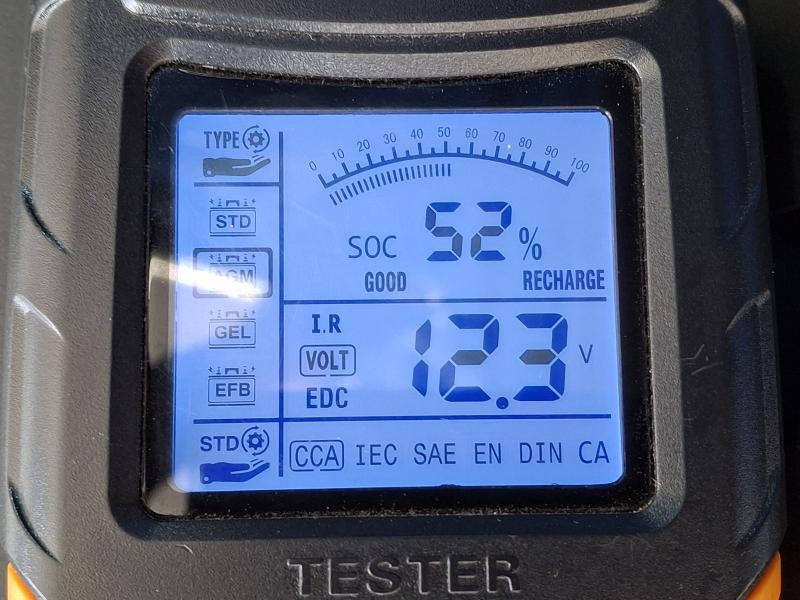 TYPE
STD
AGM
GEL
EFB
STD
0 10 20 30 40 50 60 70 80 90 100
SOC 52 %
GOOD RECHARGE
I.R
VOLT 12.3 V
EDC
CCA IEC SAE EN DIN CA
TESTER